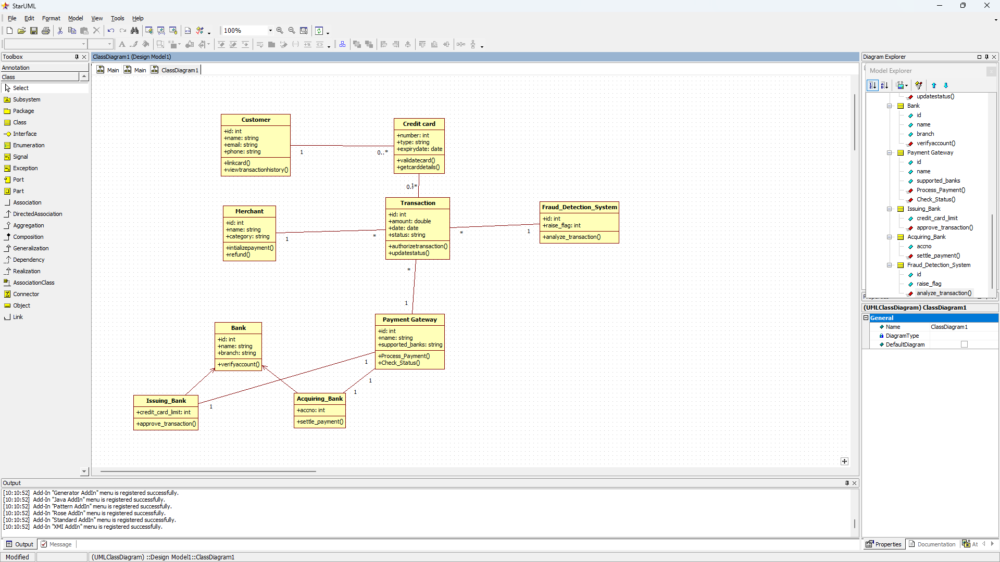 StarUML
File Edit Format Model View Tools Help
100%
Toolbox
Annotation
Class
Select
Subsystem
Package
Class
Interface
Enumeration
Signal
Exception
Port
Part
Association
DirectedAssociation
Aggregation
Composition
Generalization
Dependency
Realization
AssociationClass
Connector
Object
Link
ClassDiagram1 (Design Model1)
Main Main ClassDiagram1
Customer
+id: int
+name: string
+email: string
+phone: string
+linkcard()
+viewtransactionhistory()
1
0..*
Credit card
+number: int
+type: string
+expirydate: date
+validatecard()
+getcarddetails()
Merchant
+id: int
+name: string
+category: string
+intializepayment()
+refund()
1
*
Transaction
+id: int
+amount: double
+date: date
+status: string
+authorizetransaction()
+updatestatus()
*
1
Fraud_Detection_System
+id: int
+raise_flag: int
+analyze_transaction()
*
1
Bank
+id: int
+name: string
+branch: string
+verifyaccount()
Payment Gateway
+id: int
+name: string
+supported_banks: string
+Process_Payment()
+Check_Status()
1
1
1
1
Issuing_Bank
+credit_card_limit: int
+approve_transaction()
Acquiring_Bank
+accno: int
+settle_payment()
Diagram Explorer
Model Explorer
updatestatus()
Bank
id
name
branch
verifyaccount()
Payment Gateway
id
name
supported_banks
Process_Payment()
Check_Status()
Issuing_Bank
credit_card_limit
approve_transaction()
Acquiring_Bank
accno
settle_payment()
Fraud_Detection_System
id
raise_flag
analyze_transaction()
(UMLClassDiagram) ClassDiagram1
General
Name ClassDiagram1
DiagramType
DefaultDiagram
Output
[10:10:52] Add-In "Generator AddIn" menu is registered successfully.
[10:10:52] Add-In "Java AddIn" menu is registered successfully.
[10:10:52] Add-In "Pattern AddIn" menu is registered successfully.
[10:10:52] Add-In "Rose AddIn" menu is registered successfully.
[10:10:52] Add-In "Standard AddIn" menu is registered successfully.
[10:10:52] Add-In "XMI AddIn" menu is registered successfully.
Output Message
Properties Documentation At
Modified
(UMLClassDiagram) ::Design Model1::ClassDiagram1